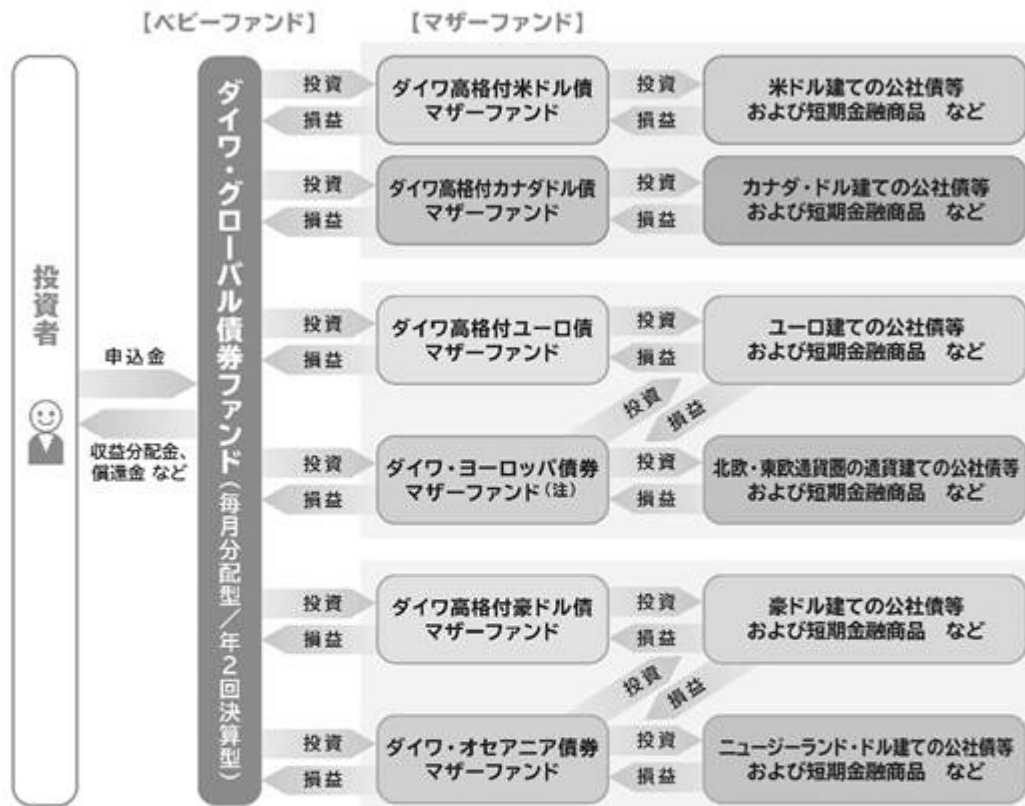 【ベビーファンド】
【マザーファンド】
投資者
申込金
収益分配金、
償還金 など
ダイワ・グローバル債券ファンド（毎月分配型／年2回決算型）
投資
損益
ダイワ高格付米ドル債
マザーファンド
投資
損益
米ドル建ての公社債等
および短期金融商品 など
投資
損益
ダイワ高格付カナダドル債
マザーファンド
投資
損益
カナダ・ドル建ての公社債等
および短期金融商品 など
投資
損益
ダイワ高格付ユーロ債
マザーファンド
投資
損益
ユーロ建ての公社債等
および短期金融商品 など
投資
損益
投資
損益
ダイワ・ヨーロッパ債券
マザーファンド（注）
投資
損益
北欧・東欧通貨圏の通貨建ての公社債等
および短期金融商品 など
投資
損益
ダイワ高格付豪ドル債
マザーファンド
投資
損益
豪ドル建ての公社債等
および短期金融商品 など
投資
損益
投資
損益
ダイワ・オセアニア債券
マザーファンド
投資
損益
ニュージーランド・ドル建ての公社債等
および短期金融商品 など